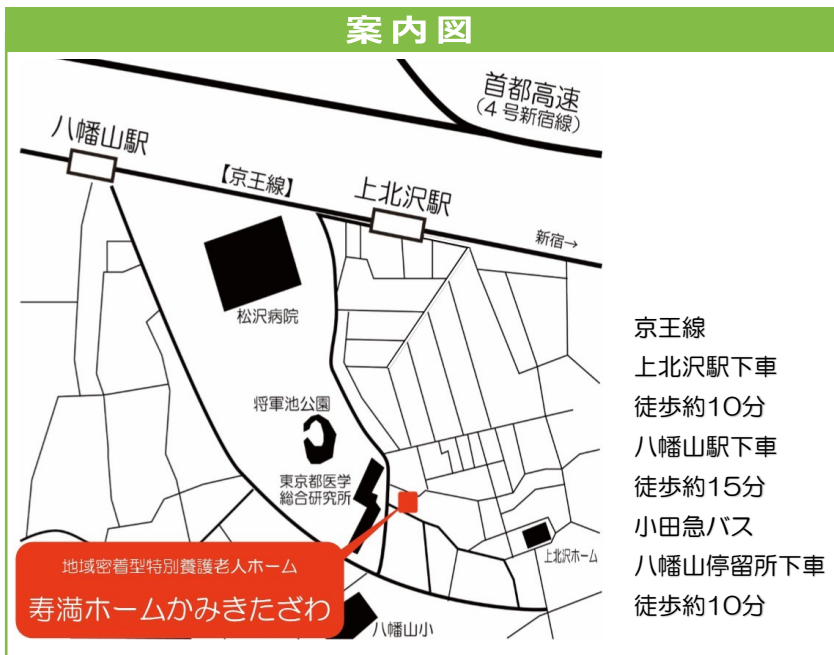 案内図
首都高速
(4号新宿線)
八幡山駅
【京王線】
上北沢駅
新宿→
松沢病院
将軍池公園
東京都医学
総合研究所
上北沢ホーム
地域密着型特別養護老人ホーム
寿満ホームかみきたざわ
八幡山小
京王線
上北沢駅下車
徒歩約10分
八幡山駅下車
徒歩約15分
小田急バス
八幡山停留所下車
徒歩約10分